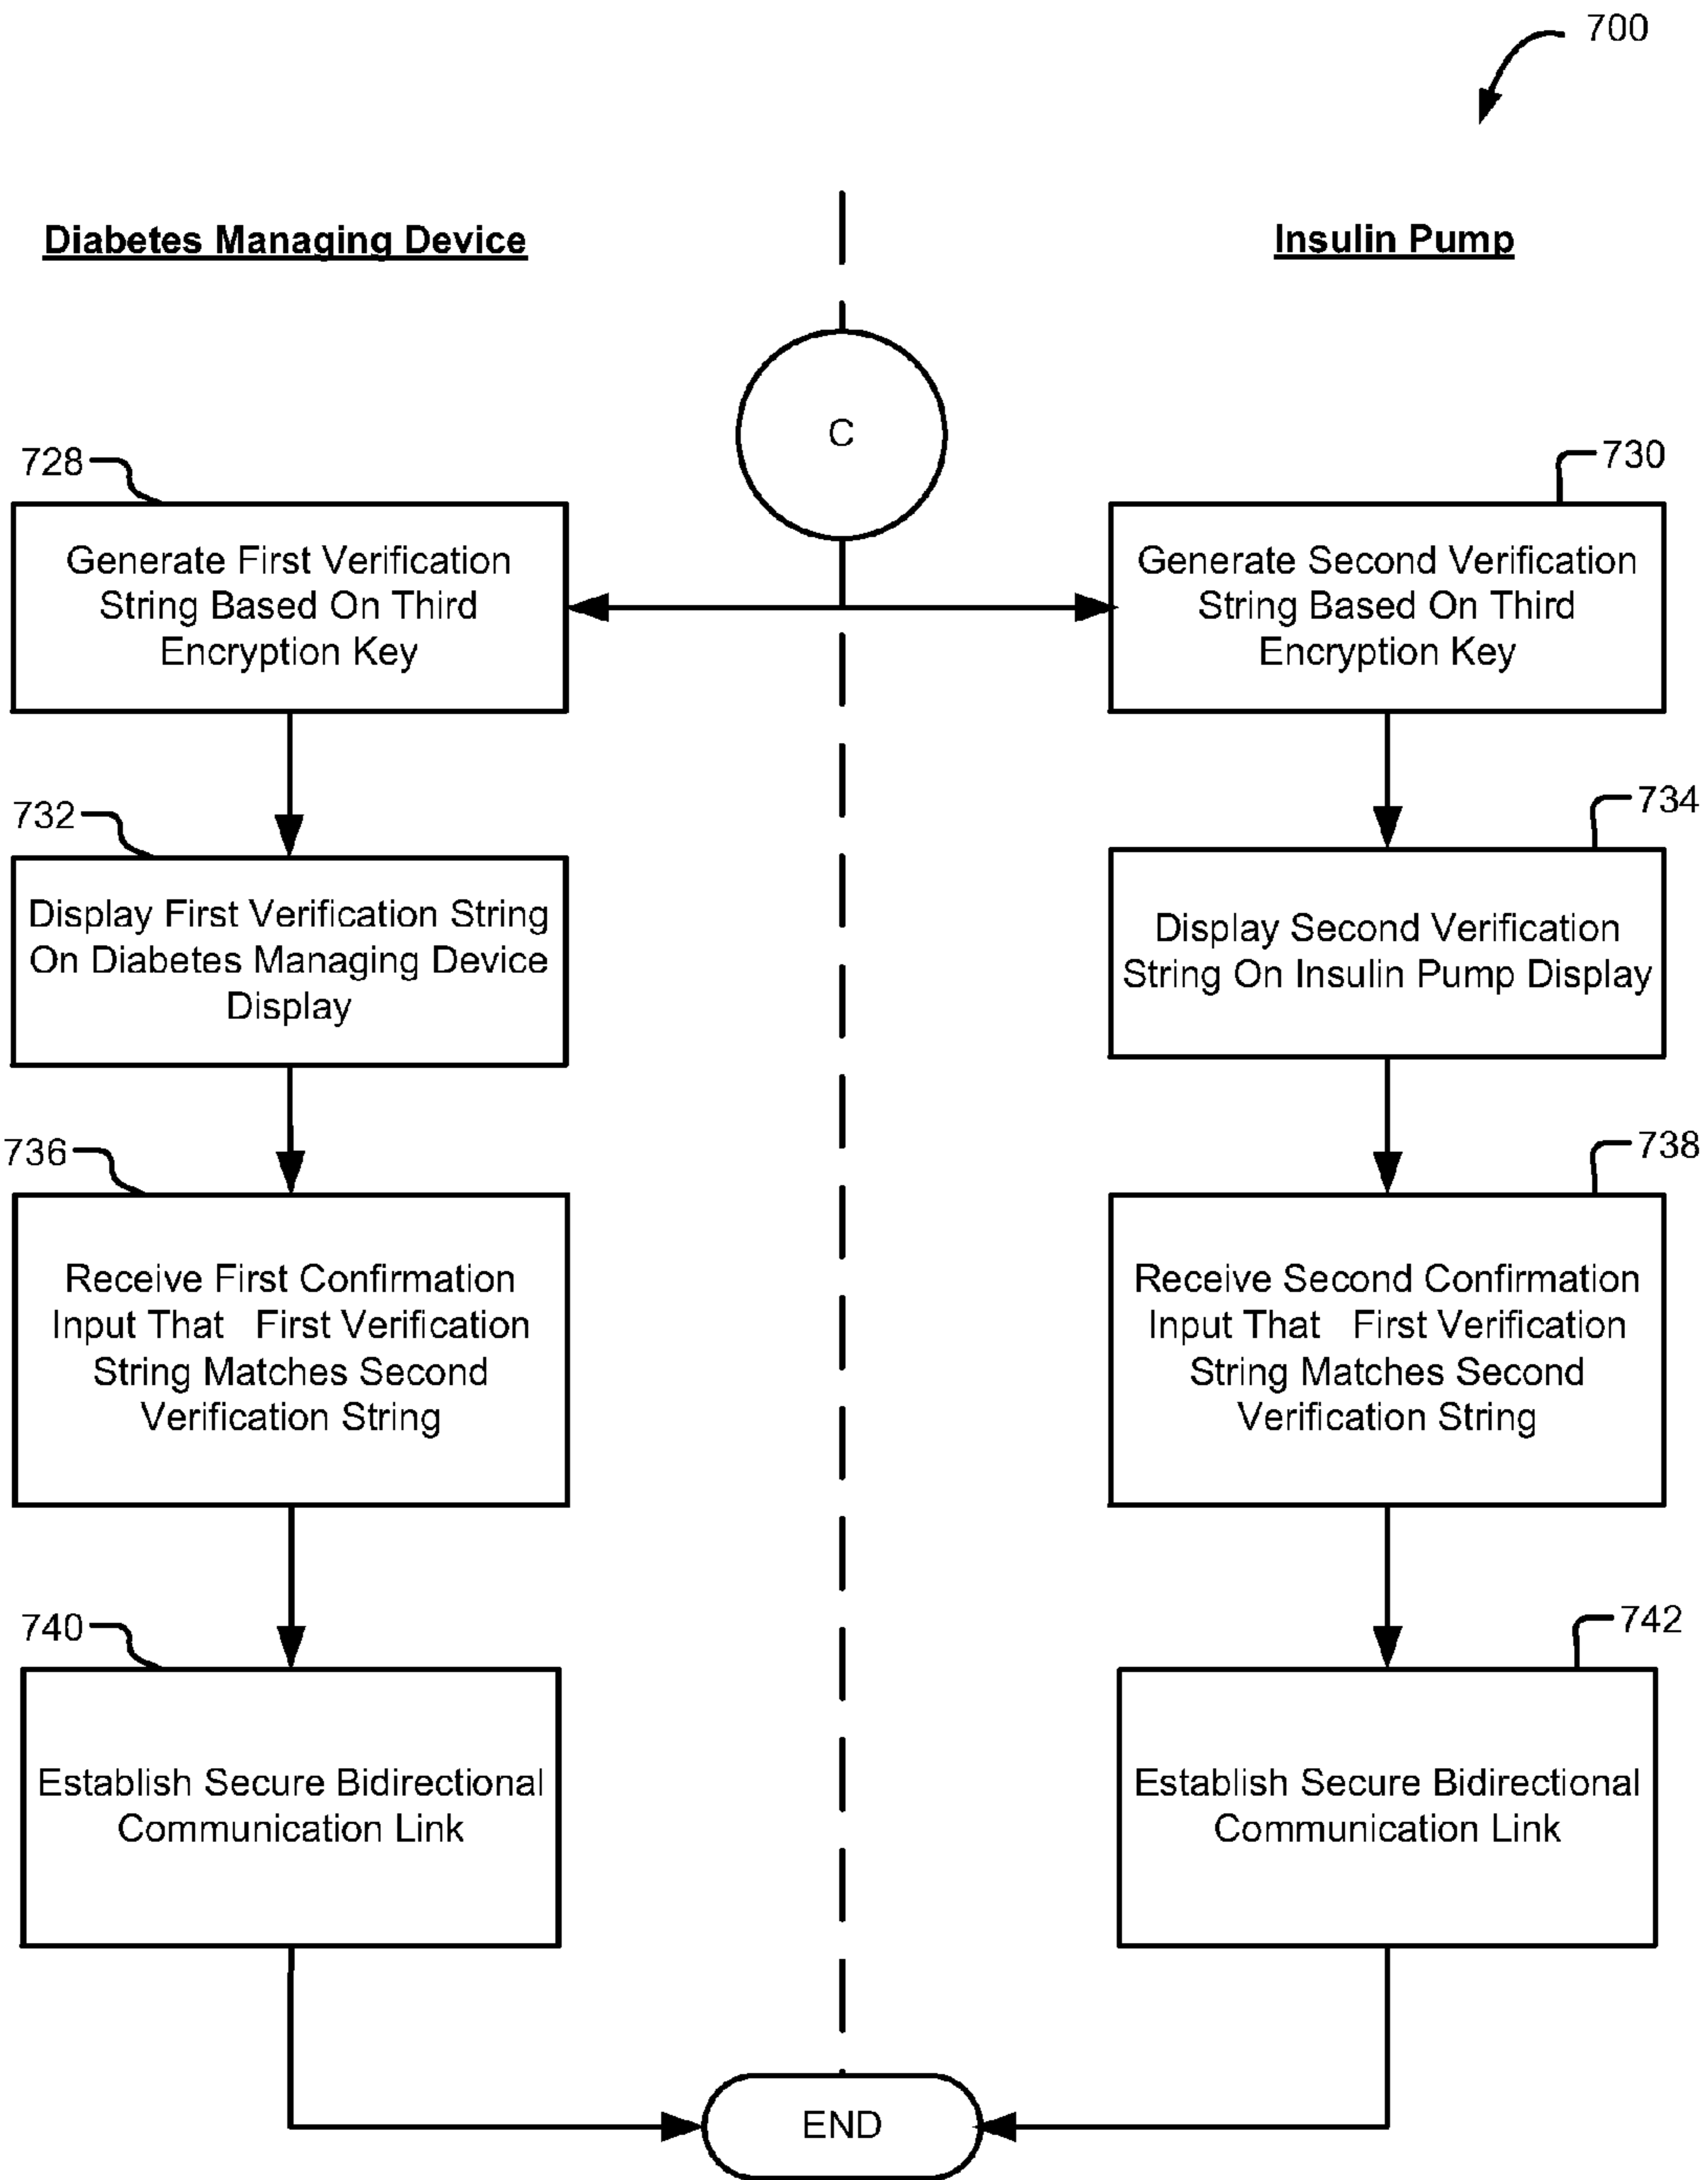 700
Diabetes Managing Device
Insulin Pump
C
728
730
Generate First Verification
String Based On Third
Encryption Key
Generate Second Verification
String Based On Third
Encryption Key
732
734
Display First Verification String
On Diabetes Managing Device
Display
Display Second Verification
String On Insulin Pump Display
736
738
Receive First Confirmation
Input That First Verification
String Matches Second
Verification String
Receive Second Confirmation
Input That First Verification
String Matches Second
Verification String
740
742
Establish Secure Bidirectional
Communication Link
Establish Secure Bidirectional
Communication Link
END